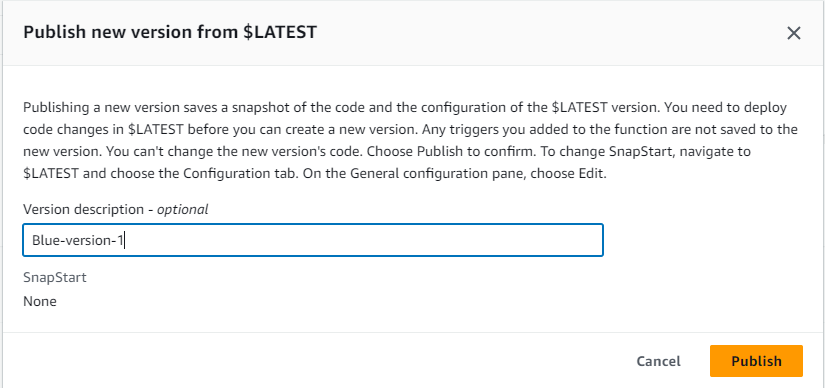 Publish new version from $LATEST
Publishing a new version saves a snapshot of the code and the configuration of the $LATEST version. You need to deploy
code changes in $LATEST before you can create a new version. Any triggers you added to the function are not saved to the
new version. You can't change the new version's code. Choose Publish to confirm. To change SnapStart, navigate to
$LATEST and choose the Configuration tab. On the General configuration pane, choose Edit.
Version description - optional
Blue-version-1
SnapStart
None
Cancel Publish